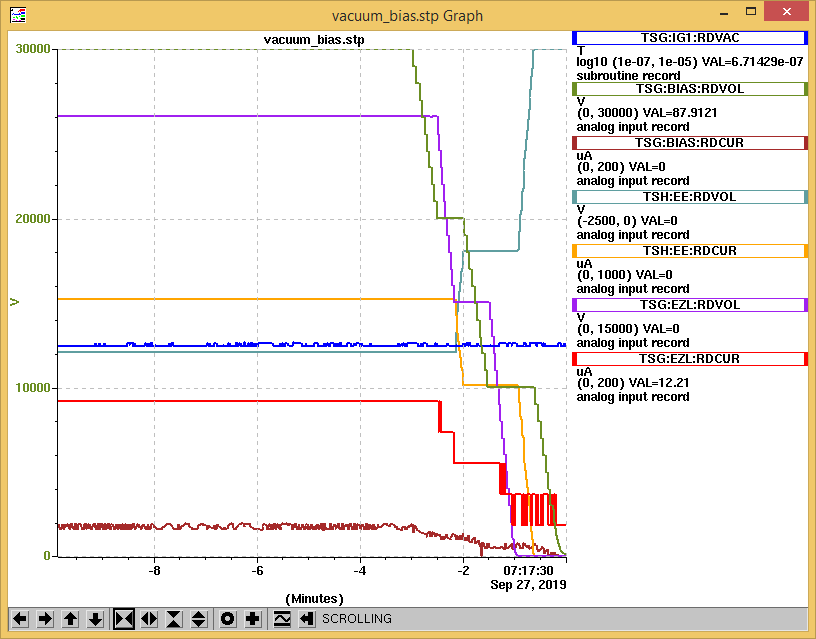 vacuum_bias.stp Graph
vacuum_bias.stp
30000
20000
V
10000
0
-8
-6
-4
-2
07:17:30
Sep 27, 2019
(Minutes)
TSG:IG1:RDVAC
T
log10 (1e-07, 1e-05) VAL=6.71429e-07
subroutine record
TSG:BIAS:RDVOL
V
(0, 30000) VAL=87.9121
analog input record
TSG:BIAS:RDCUR
uA
(0, 200) VAL=0
analog input record
TSH:EE:RDVOL
V
(-2500, 0) VAL=0
analog input record
TSH:EE:RDCUR
uA
(0, 1000) VAL=0
analog input record
TSG:EZL:RDVOL
V
(0, 15000) VAL=0
analog input record
TSG:EZL:RDCUR
uA
(0, 200) VAL=12.21
analog input record
SCROLLING